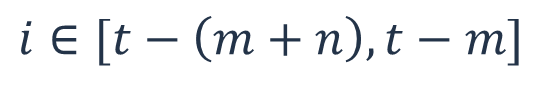 i ∈ [t − (m + n), t − m]